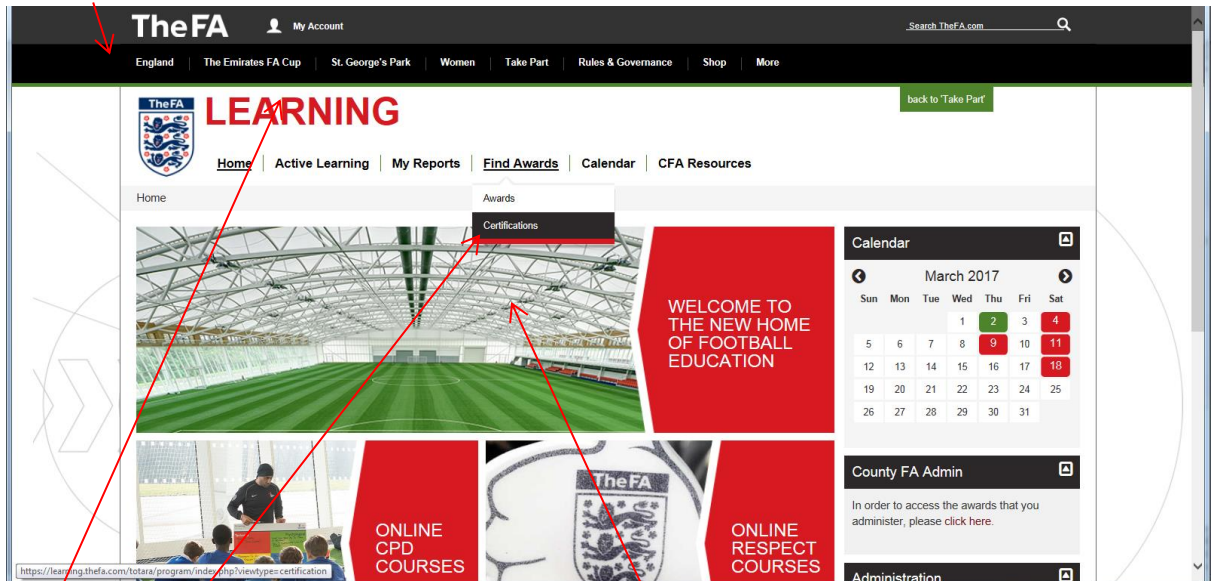 TheFA My Account Search TheFA.com
England The Emirates FA Cup St. George's Park Women Take Part Rules & Governance Shop More
back to 'Take Part'
TheFA
LEARNING
Home Active Learning My Reports Find Awards Calendar CFA Resources
Home
Awards
Certifications
WELCOME TO
THE NEW HOME
OF FOOTBALL
EDUCATION
Calendar
March 2017
Sun Mon Tue Wed Thu Fri Sat
1 2 3 4
5 6 7 8 9 10 11
12 13 14 15 16 17 18
19 20 21 22 23 24 25
26 27 28 29 30 31
ONLINE
CPD
COURSES
TheFA
ONLINE
RESPECT
COURSES
County FA Admin
In order to access the awards that you
administer, please click here.
Administration
https://learning.thefa.com/totara/program/index.php?viewtype=certification